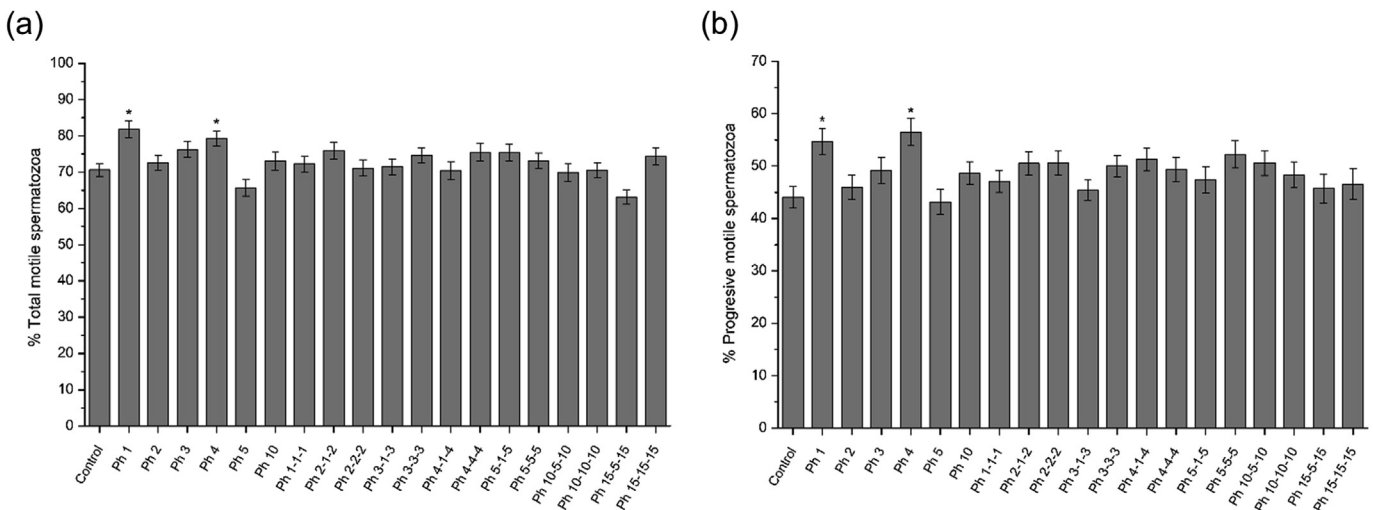 (a)
% Total motile spermatozoa
100
90
80
70
60
50
40
30
20
10
0
*
*
Control
Ph 1
Ph 2
Ph 3
Ph 4
Ph 5
Ph 10
Ph 1-1-1
Ph 2-1-2
Ph 2-2-2
Ph 3-1-3
Ph 3-3-3
Ph 4-1-4
Ph 4-4-4
Ph 5-1-5
Ph 5-5-5
Ph 10-5-10
Ph 10-10-10
Ph 15-5-15
Ph 15-15-15
(b)
% Progresive motile spermatozoa
70
60
50
40
30
20
10
0
*
*
Control
Ph 1
Ph 2
Ph 3
Ph 4
Ph 5
Ph 10
Ph 1-1-1
Ph 2-1-2
Ph 2-2-2
Ph 3-1-3
Ph 3-3-3
Ph 4-1-4
Ph 4-4-4
Ph 5-1-5
Ph 5-5-5
Ph 10-5-10
Ph 10-10-10
Ph 15-5-15
Ph 15-15-15